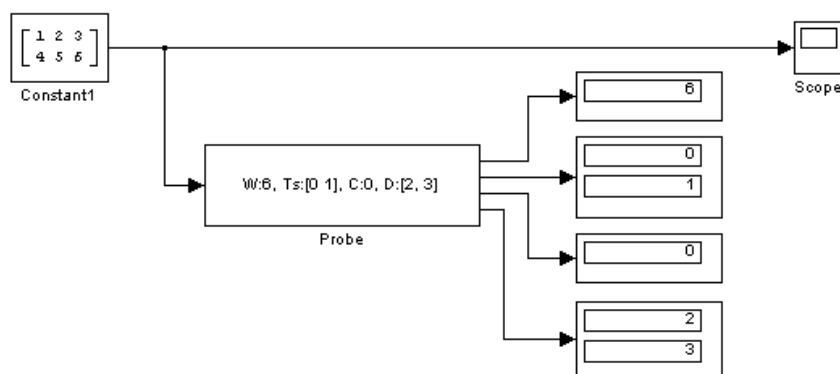 1 2 3
4 5 6
Constant1
Scope
6
0
1
W:6, Ts:[0 1], C:0, D:[2, 3]
Probe
0
2
3